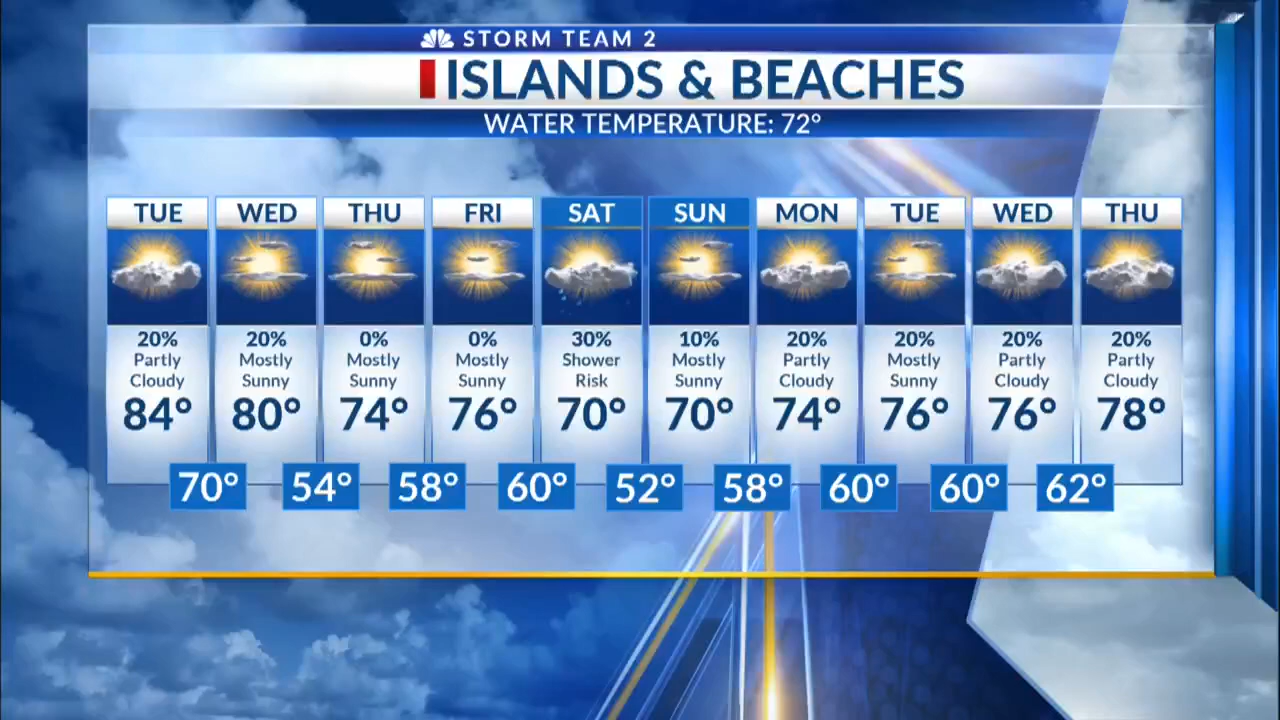 STORM TEAM 2
ISLANDS & BEACHES
WATER TEMPERATURE: 72°
TUE WED THU FRI SAT SUN MON TUE WED THU
20% 20% 0% 0% 30% 10% 20% 20% 20% 20%
Partly Mostly Mostly Mostly Shower Mostly Partly Mostly Partly Partly
Cloudy Sunny Sunny Sunny Risk Sunny Cloudy Sunny Cloudy Cloudy
84° 80° 74° 76° 70° 70° 74° 76° 76° 78°
70° 54° 58° 60° 52° 58° 60° 60° 62°